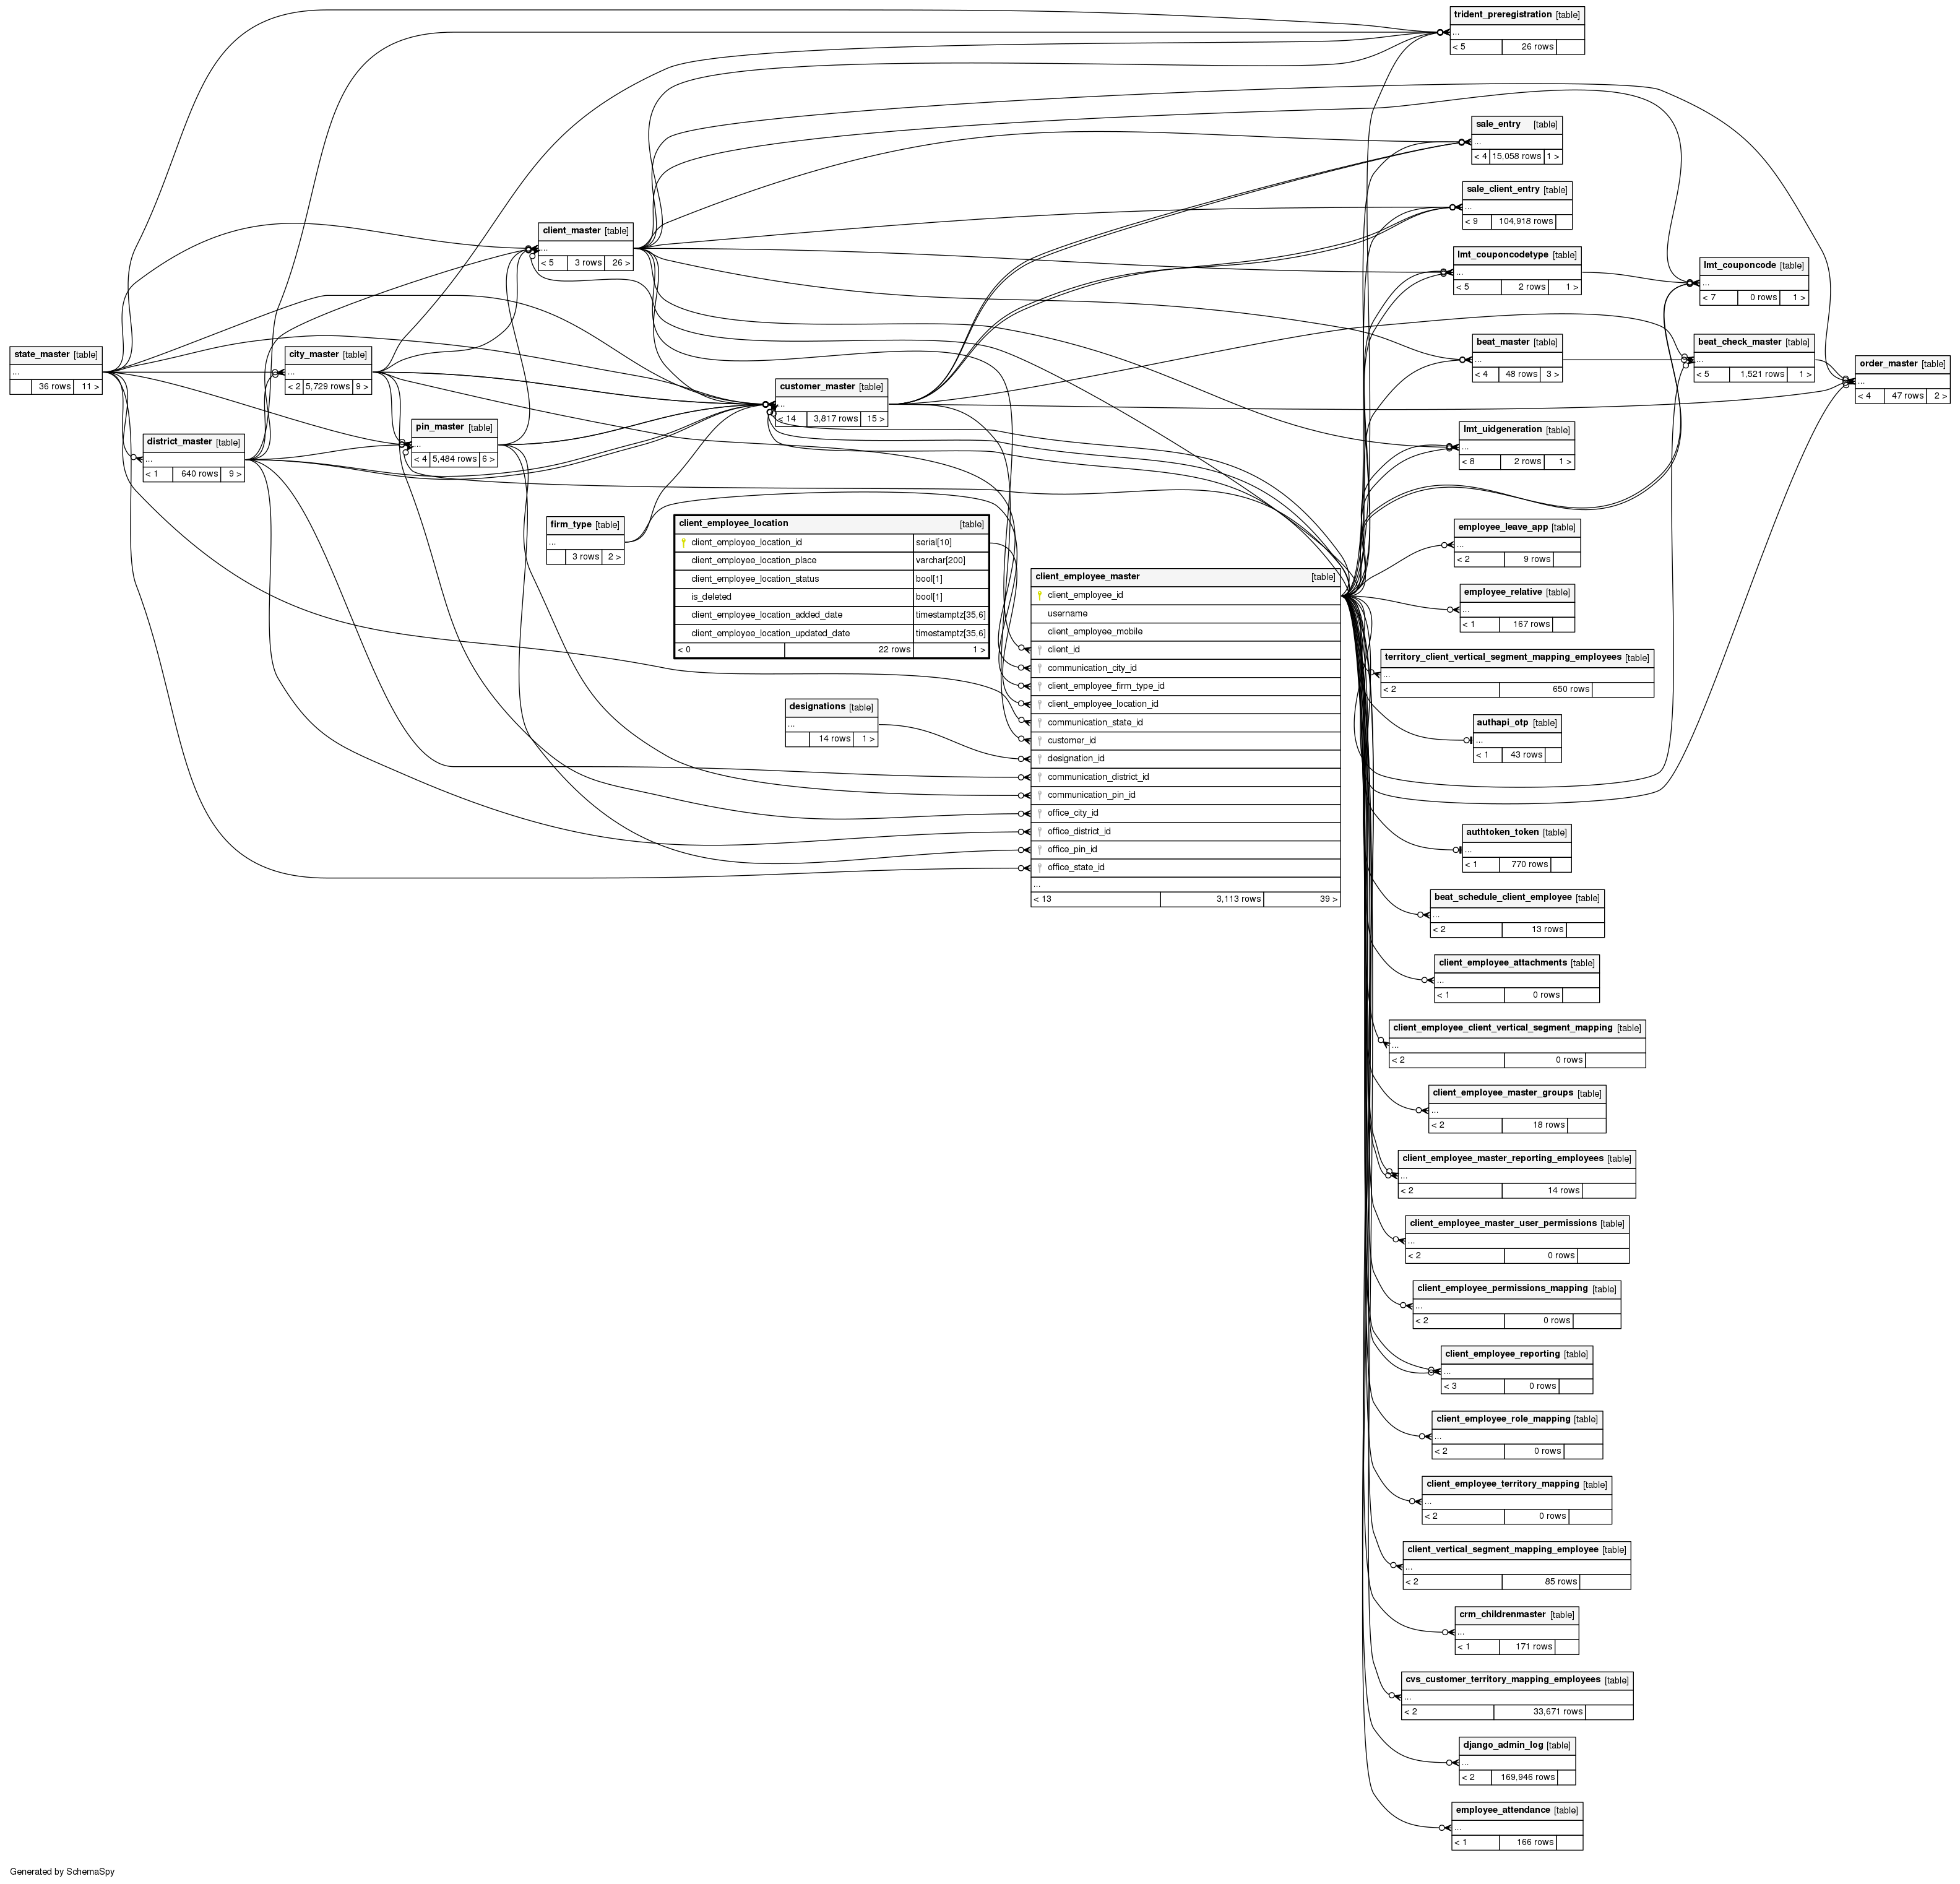 trident_preregistration [table]
...
< 5 26 rows
sale_entry [table]
...
< 4 15,058 rows 1 >
sale_client_entry [table]
...
< 9 104,918 rows
client_master [table]
...
< 5 3 rows 26 >
lmt_couponcodetype [table]
...
< 5 2 rows 1 >
lmt_couponcode [table]
...
< 7 0 rows 1 >
state_master [table]
...
36 rows 11 >
city_master [table]
...
< 2 5,729 rows 9 >
beat_master [table]
...
< 4 48 rows 3 >
beat_check_master [table]
...
< 5 1,521 rows 1 >
order_master [table]
...
< 4 47 rows 2 >
customer_master [table]
...
< 14 3,817 rows 15 >
pin_master [table]
...
< 4 5,484 rows 6 >
district_master [table]
...
< 1 640 rows 9 >
lmt_uidgeneration [table]
...
< 8 2 rows 1 >
firm_type [table]
...
3 rows 2 >
client_employee_location [table]
client_employee_location_id serial[10]
client_employee_location_place varchar[200]
client_employee_location_status bool[1]
is_deleted bool[1]
client_employee_location_added_date timestamptz[35,6]
client_employee_location_updated_date timestamptz[35,6]
< 0 22 rows 1 >
employee_leave_app [table]
...
< 2 9 rows
client_employee_master [table]
client_employee_id
username
client_employee_mobile
client_id
communication_city_id
client_employee_firm_type_id
client_employee_location_id
communication_state_id
customer_id
designation_id
communication_district_id
communication_pin_id
office_city_id
office_district_id
office_pin_id
office_state_id
...
< 13 3,113 rows 39 >
employee_relative [table]
...
< 1 167 rows
territory_client_vertical_segment_mapping_employees [table]
...
< 2 650 rows
designations [table]
...
14 rows 1 >
authapi_otp [table]
...
< 1 43 rows
authtoken_token [table]
...
< 1 770 rows
beat_schedule_client_employee [table]
...
< 2 13 rows
client_employee_attachments [table]
...
< 1 0 rows
client_employee_client_vertical_segment_mapping [table]
...
< 2 0 rows
client_employee_master_groups [table]
...
< 2 18 rows
client_employee_master_reporting_employees [table]
...
< 2 14 rows
client_employee_master_user_permissions [table]
...
< 2 0 rows
client_employee_permissions_mapping [table]
...
< 2 0 rows
client_employee_reporting [table]
...
< 3 0 rows
client_employee_role_mapping [table]
...
< 2 0 rows
client_employee_territory_mapping [table]
...
< 2 0 rows
client_vertical_segment_mapping_employee [table]
...
< 2 85 rows
crm_childrenmaster [table]
...
< 1 171 rows
cvs_customer_territory_mapping_employees [table]
...
< 2 33,671 rows
django_admin_log [table]
...
< 2 169,946 rows
employee_attendance [table]
...
< 1 166 rows
Generated by SchemaSpy